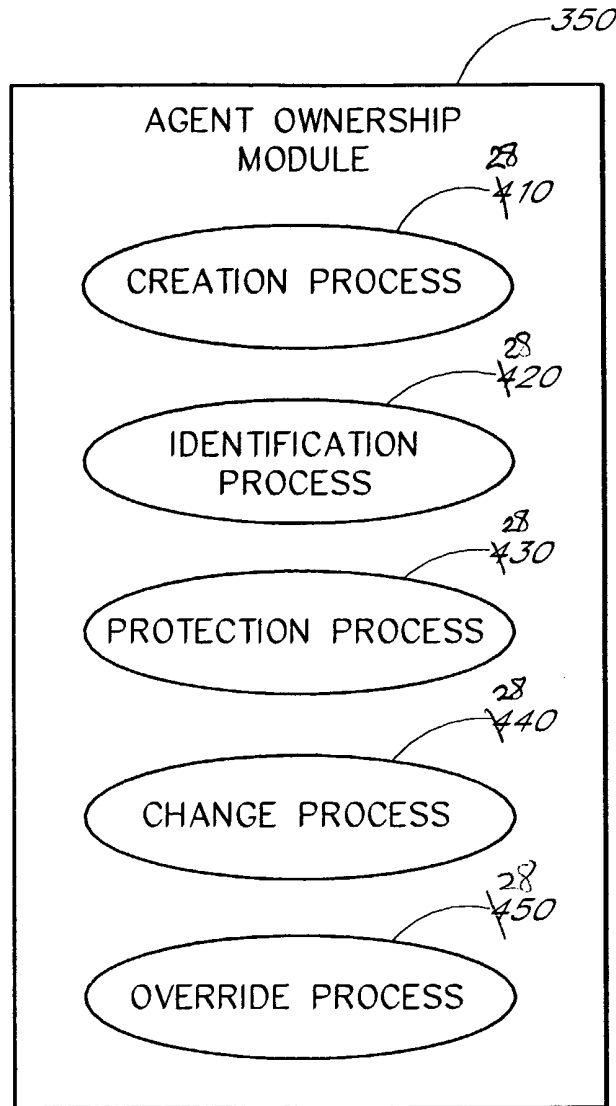 350
AGENT OWNERSHIP
MODULE
28
410
CREATION PROCESS
28
420
IDENTIFICATION
PROCESS
28
430
PROTECTION PROCESS
28
440
CHANGE PROCESS
28
450
OVERRIDE PROCESS